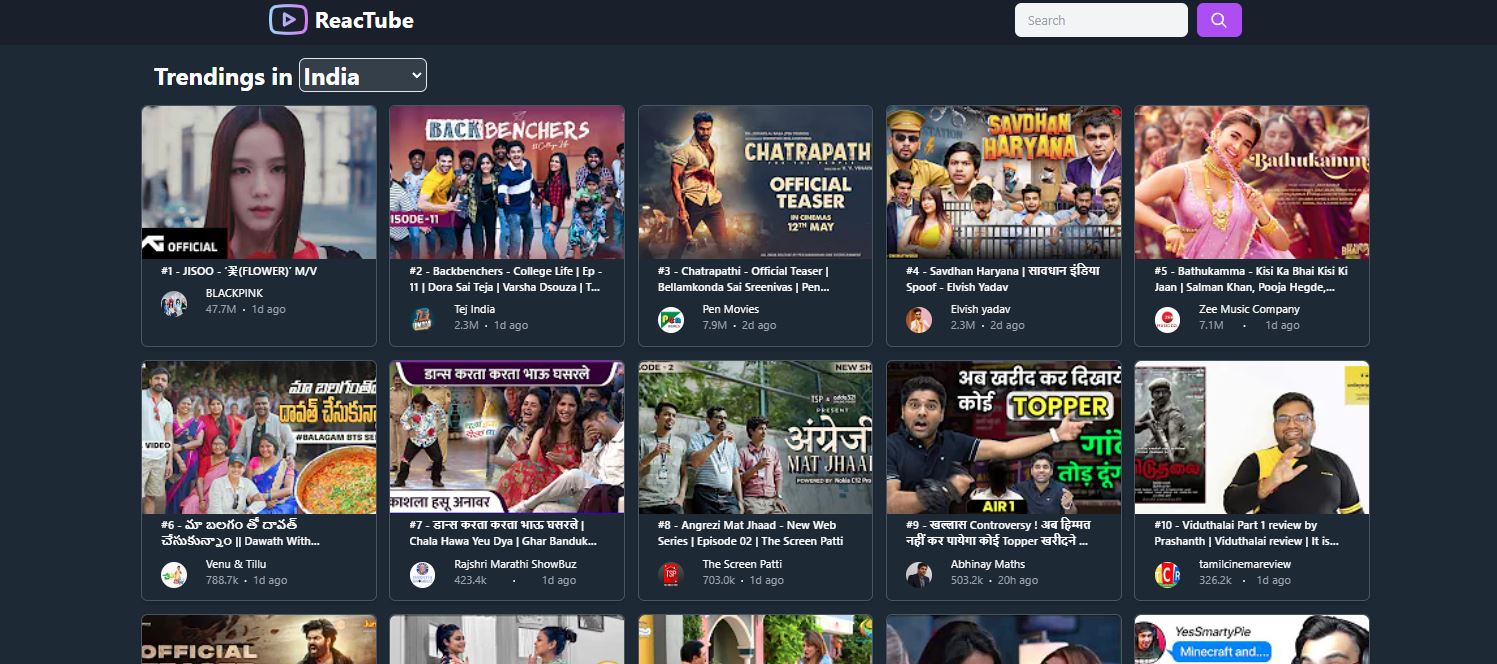 ReacTube
Search
Trendings in India
OFFICIAL
BACKBENCHERS
ISODE-11
CHATRAPATH
FOR THE PEOPLE
OFFICIAL
TEASER
IN CINEMAS
12TH MAY
STATION
SAVDHAN
HARYANA
Bathukamm
#1 - JISOO - ‘꽃(FLOWER)’ M/V
BLACKPINK
47.7M • 1d ago
#2 - Backbenchers - College Life | Ep -
11 | Dora Sai Teja | Varsha Dsouza | T...
Tej India
2.3M • 1d ago
#3 - Chatrapathi - Official Teaser |
Bellamkonda Sai Sreenivas | Pen...
Pen Movies
7.9M • 2d ago
#4 - Savdhan Haryana | सावधान इंडिया
Spoof - Elvish Yadav
Elvish yadav
2.3M • 2d ago
#5 - Bathukamma - Kisi Ka Bhai Kisi Ki
Jaan | Salman Khan, Pooja Hegde,...
Zee Music Company
7.1M • 1d ago
మా బలగంతో
దావత్ చేసుకున్నా
#BALAGAM BTS SE
VIDEO
डान्स करता करता भाऊ घसरले
काशला हसू अनावर
ODE - 2
NEW SH
TSP & adda52
PRESENT
अंग्रेजी
MAT JHAA
POWERED BY Nokia C12 Pro
अब खरीद कर दिखाये
कोई TOPPER
तोड़ दूंग
AIR 1
#6 - మా బలగం తో దావత్
చేసుకున్నాం || Dawath With...
Venu & Tillu
788.7k • 1d ago
#7 - डान्स करता करता भाऊ घसरले |
Chala Hawa Yeu Dya | Ghar Banduk...
Rajshri Marathi ShowBuz
423.4k • 1d ago
#8 - Angrezi Mat Jhaad - New Web
Series | Episode 02 | The Screen Patti
The Screen Patti
703.0k • 1d ago
#9 - खल्लास Controversy ! अब हिम्मत
नहीं कर पायेगा कोई Topper खरीदने ...
Abhinay Maths
503.2k • 20h ago
#10 - Viduthalai Part 1 review by
Prashanth | Viduthalai review | It is...
tamilcinemareview
326.2k • 1d ago
OFFICIAL
YesSmartyPie
Minecraft and....